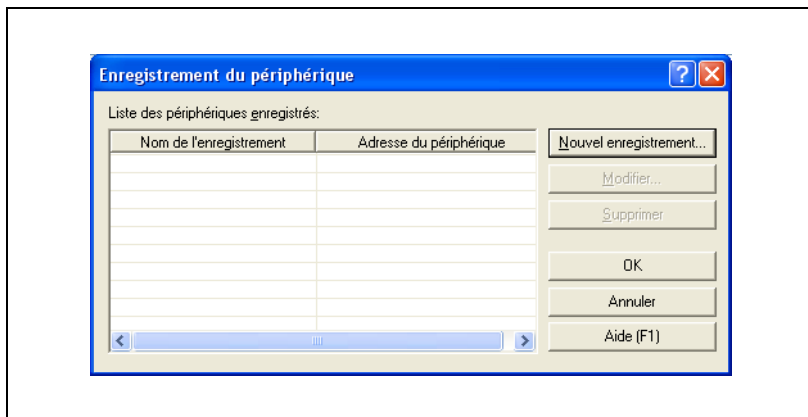 Enregistrement du périphérique
Liste des périphériques enregistrés:
Nom de l'enregistrement Adresse du périphérique
Nouvel enregistrement...
Modifier...
Supprimer
OK
Annuler
Aide (F1)